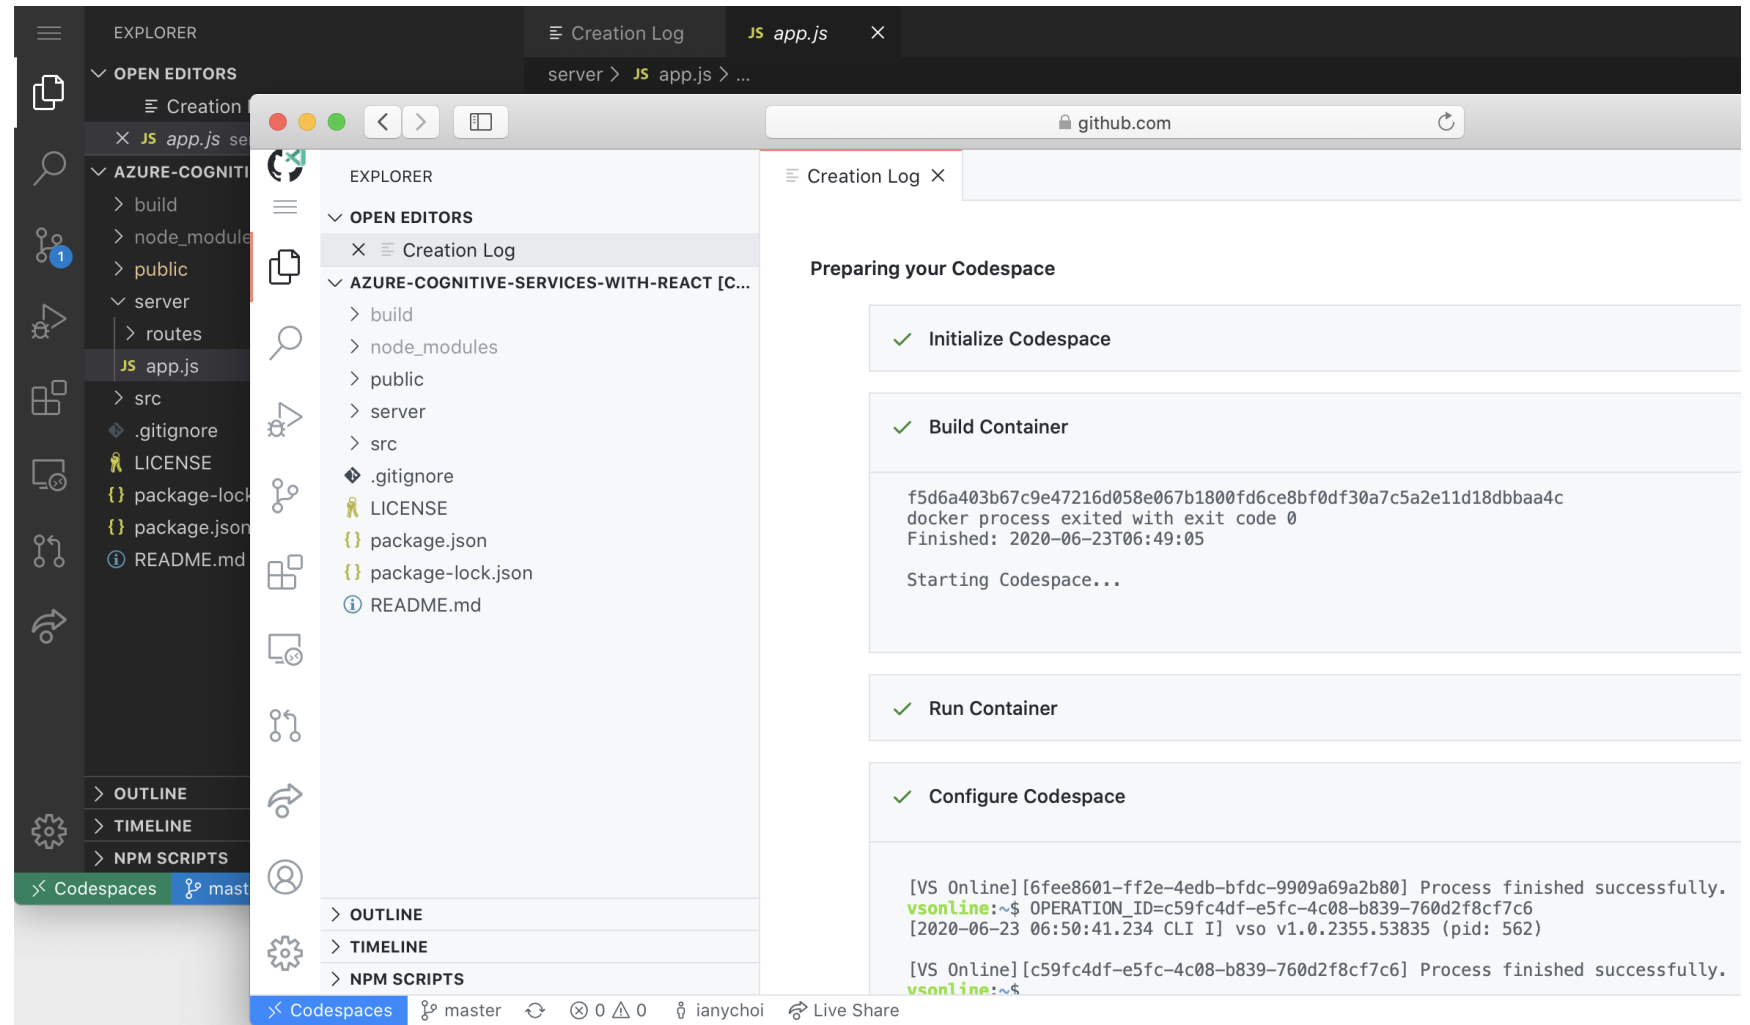 EXPLORER
OPEN EDITORS
Creation
JS app.js
AZURE-COGNITI
build
node_module
public
server
routes
JS app.js
src
.gitignore
LICENSE
{} package-lock
{} package.json
README.md
OUTLINE
TIMELINE
NPM SCRIPTS
Codespaces
1
Creation Log
JS app.js
server > JS app.js > ...
github.com
EXPLORER
OPEN EDITORS
Creation Log
AZURE-COGNITIVE-SERVICES-WITH-REACT [C...
build
node_modules
public
server
src
.gitignore
LICENSE
{} package.json
{} package-lock.json
README.md
OUTLINE
TIMELINE
NPM SCRIPTS
Creation Log
Preparing your Codespace
Initialize Codespace
Build Container
f5d6a403b67c9e47216d058e067b1800fd6ce8bf0df30a7c5a2e11d18dbbaa4c
docker process exited with exit code 0
Finished: 2020-06-23T06:49:05
Starting Codespace...
Run Container
Configure Codespace
[VS Online][6fee8601-ff2e-4edb-bfdc-9909a69a2b80] Process finished successfully.
vsonline:~$ OPERATION_ID=c59fc4df-e5fc-4c08-b839-760d2f8cf7c6
[2020-06-23 06:50:41.234 CLI I] vso v1.0.2355.53835 (pid: 562)
[VS Online][c59fc4df-e5fc-4c08-b839-760d2f8cf7c6] Process finished successfully.
vsonline:~$
Codespaces master 0 0 ianychoi Live Share